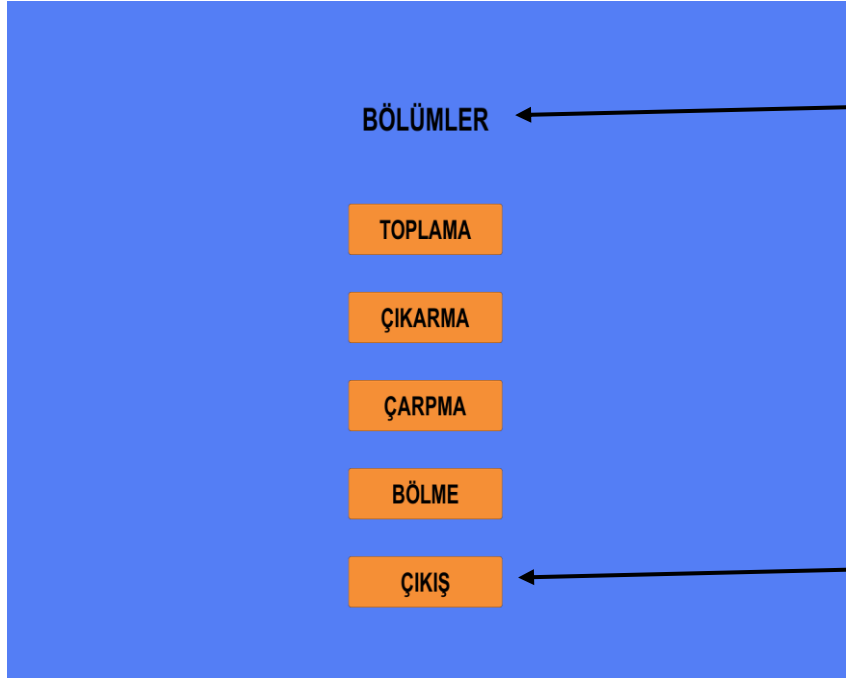 BÖLÜMLER
TOPLAMA
ÇIKARMA
ÇARPMA
BÖLME
ÇIKIŞ